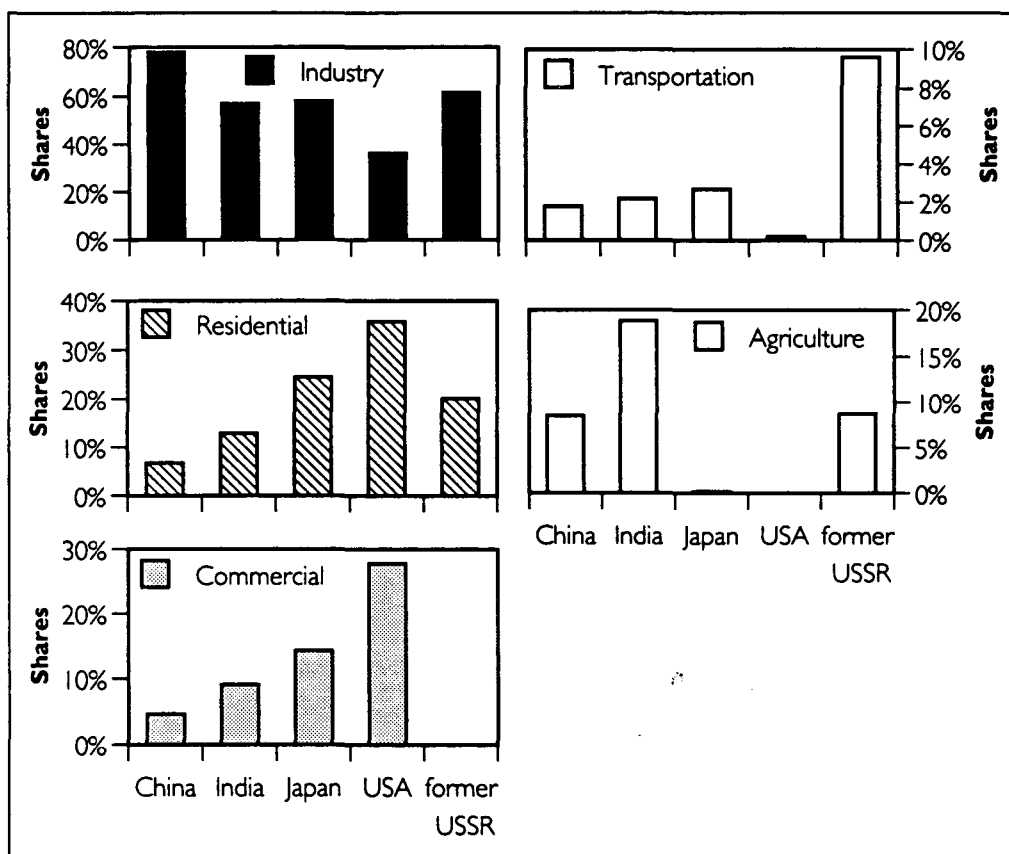 80%
60%
40%
20%
0%
Shares
Industry
10%
8%
6%
4%
2%
0%
Shares
Transportation
40%
30%
20%
10%
0%
Shares
Residential
20%
15%
10%
5%
0%
Shares
Agriculture
China India Japan USA former
USSR
30%
20%
10%
0%
Shares
Commercial
China India Japan USA former
USSR